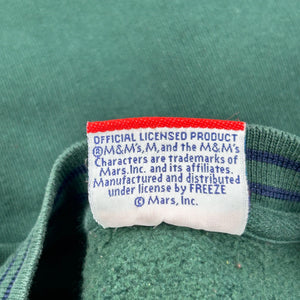 OFFICIAL LICENSED PRODUCT
®M&M's, M, and the M&M's
Characters are trademarks of
Mars.Inc. and its affiliates.
Manufactured and distributed
under license by FREEZE
© Mars, Inc.